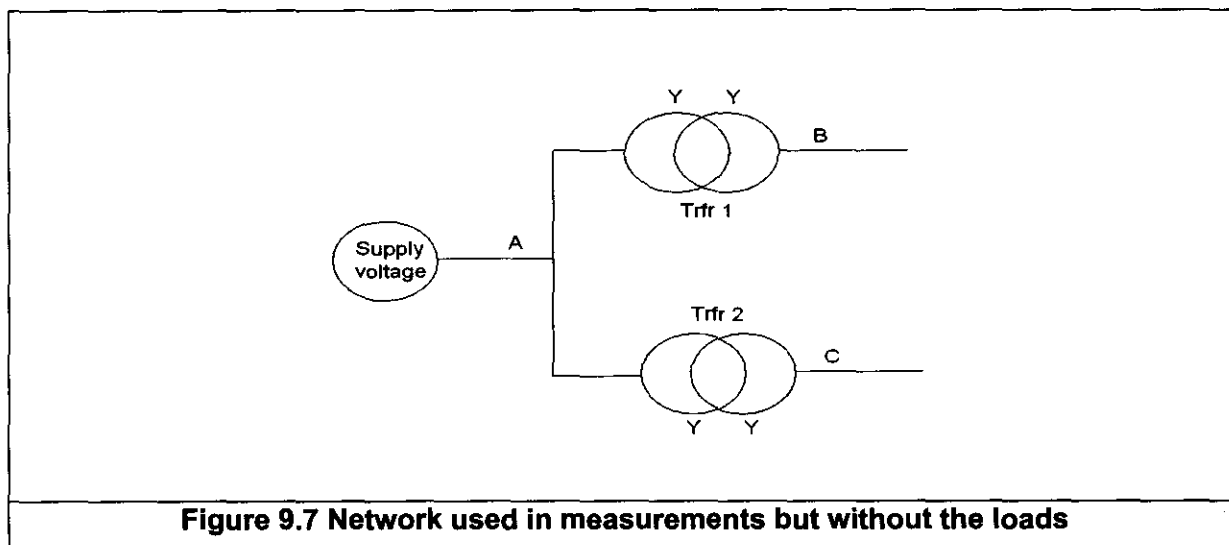 Y Y
B
Trfr 1
Supply
voltage
A
Trfr 2
C
Y Y
Figure 9.7 Network used in measurements but without the loads